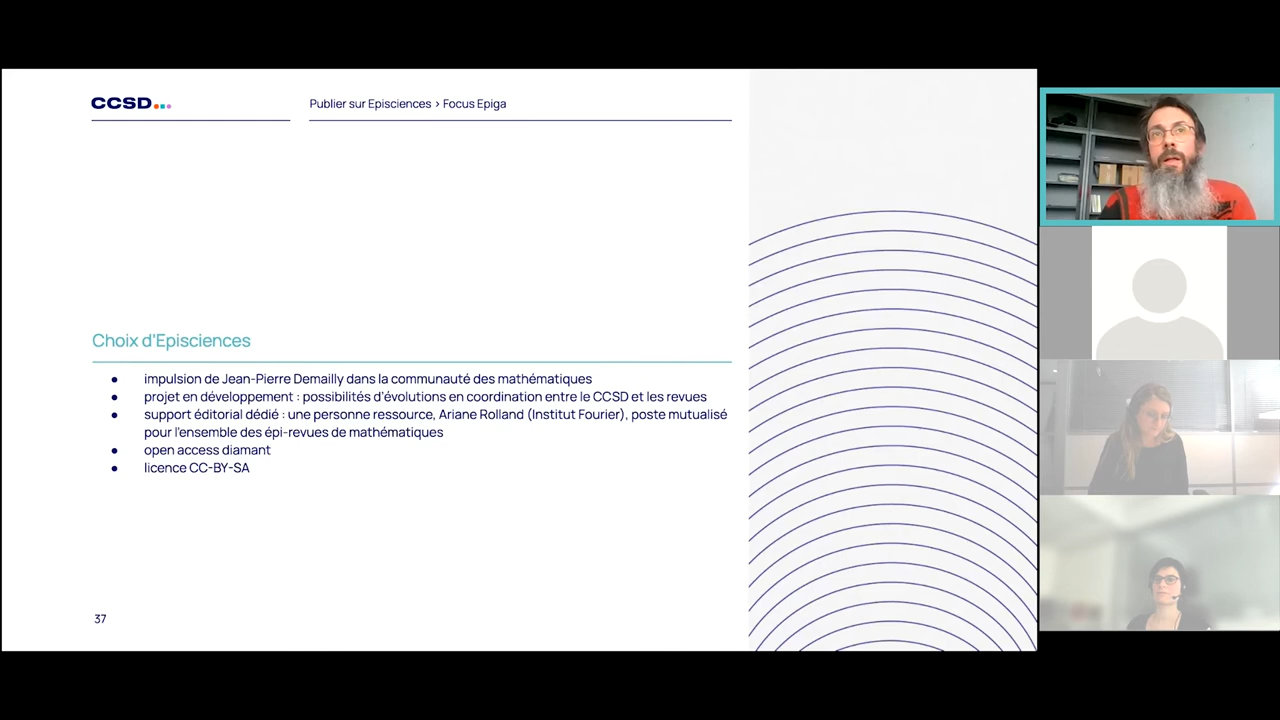 CCSD
Publier sur Episciences > Focus Epiga
Choix d'Episciences
● impulsion de Jean-Pierre Demailly dans la communauté des mathématiques
● projet en développement : possibilités d'évolutions en coordination entre le CCSD et les revues
● support éditorial dédié : une personne ressource, Ariane Rolland (Institut Fourier), poste mutualisé
pour l'ensemble des épi-revues de mathématiques
● open access diamant
● licence CC-BY-SA
37